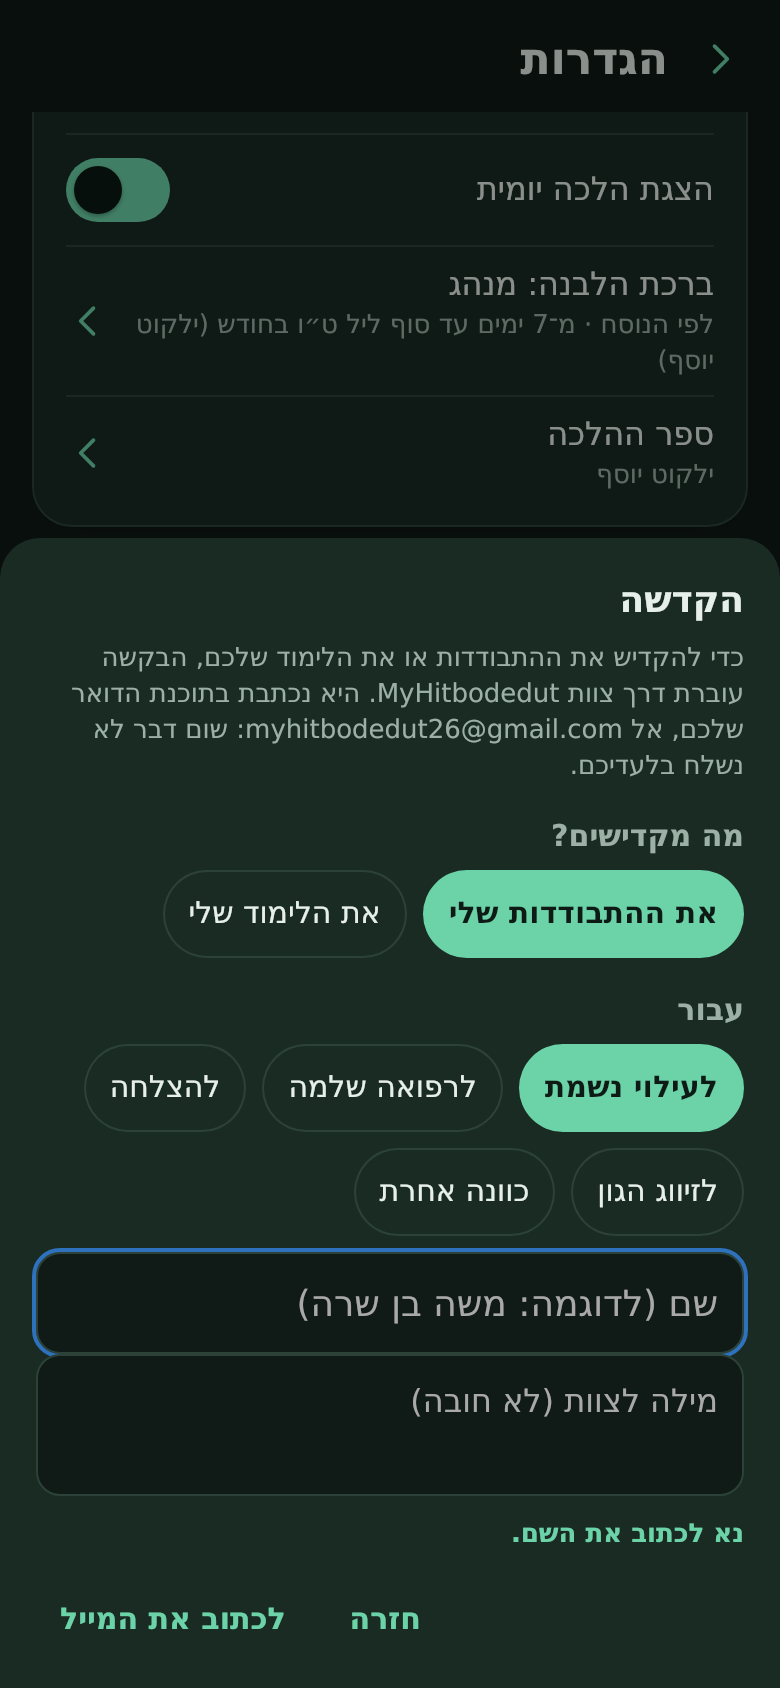 הגדרות
הצגת הלכה יומית
ברכת הלבנה: מנהג
לפי הנוסח · מ־7 ימים עד סוף ליל ט״ו בחודש (ילקוט
יוסף)
ספר ההלכה
ילקוט יוסף
הקדשה
כדי להקדיש את ההתבודדות או את הלימוד שלכם, הבקשה
עוברת דרך צוות MyHitbodedut. היא נכתבת בתוכנת הדואר
שלכם, אל myhitbodedut26@gmail.com: שום דבר לא
נשלח בלעדיכם.
מה מקדישים?
את ההתבודדות שלי
את הלימוד שלי
עבור
לעילוי נשמת
לרפואה שלמה
להצלחה
לזיווג הגון
כוונה אחרת
שם (לדוגמה: משה בן שרה)
מילה לצוות (לא חובה)
נא לכתוב את השם.
חזרה
לכתוב את המייל